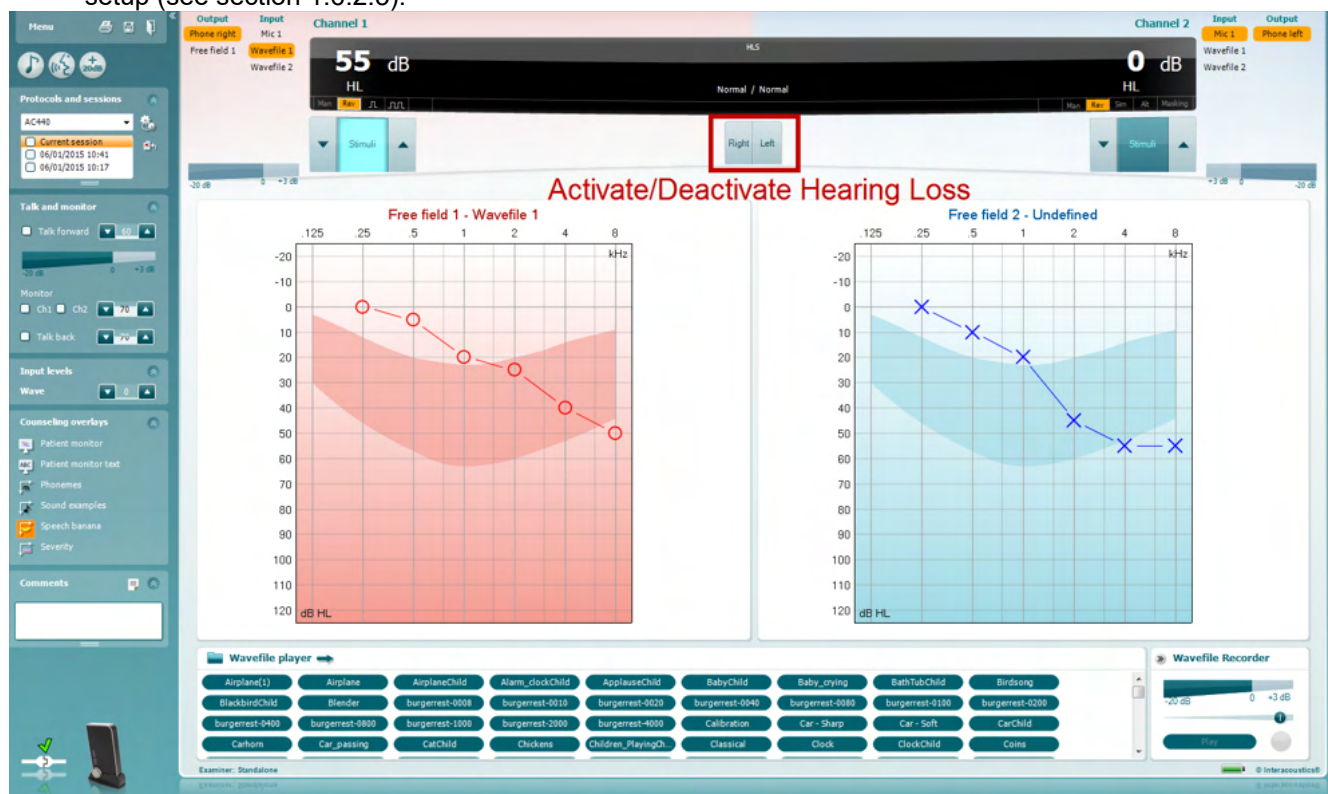 setup (see section 1.6.2.3).
Menu
Output Input
Phone right Mic 1
Free field 1 Wavefile 1
Wavefile 2
Channel 1
HLS
Channel 2
Input Output
Mic 1 Phone left
Wavefile 1
Wavefile 2
55 dB
HL
Normal / Normal
0 dB
HL
Man Rev
Man Rev Sim Alt Masking
Stimuli
Right Left
Stimuli
-20 dB 0 +3 dB
+3 dB 0 -20 dB
Activate/Deactivate Hearing Loss
20dB
Protocols and sessions
AC440
Current session
06/01/2015 10:41
06/01/2015 10:17
Talk and monitor
Talk forward 60
-20 dB 0 +3 dB
Monitor
Ch1 Ch2 70
Talk back 70
Input levels
Wave 0
Counseling overlays
Patient monitor
ABC Patient monitor text
Phonemes
Sound examples
Speech banana
Severity
Comments
Free field 1 - Wavefile 1
.125 .25 .5 1 2 4 8
kHz
-20
-10
0
10
20
30
40
50
60
70
80
90
100
110
120 dB HL
Free field 2 - Undefined
.125 .25 .5 1 2 4 8
kHz
-20
-10
0
10
20
30
40
50
60
70
80
90
100
110
120 dB HL
Wavefile player
Airplane(1) Airplane AirplaneChild Alarm_clockChild ApplauseChild BabyChild Baby_crying BathTubChild Birdsong
BlackbirdChild Blender burgerrest-0008 burgerrest-0010 burgerrest-0020 burgerrest-0040 burgerrest-0080 burgerrest-0100 burgerrest-0200
burgerrest-0400 burgerrest-0800 burgerrest-1000 burgerrest-2000 burgerrest-4000 Calibration Car - Sharp Car - Soft CarChild
Carhorn Car_passing CatChild Chickens Children_PlayingCh... Classical Clock ClockChild Coins
Wavefile Recorder
-20 dB 0 +3 dB
Play
Examiner: Standalone
© Interacoustics®